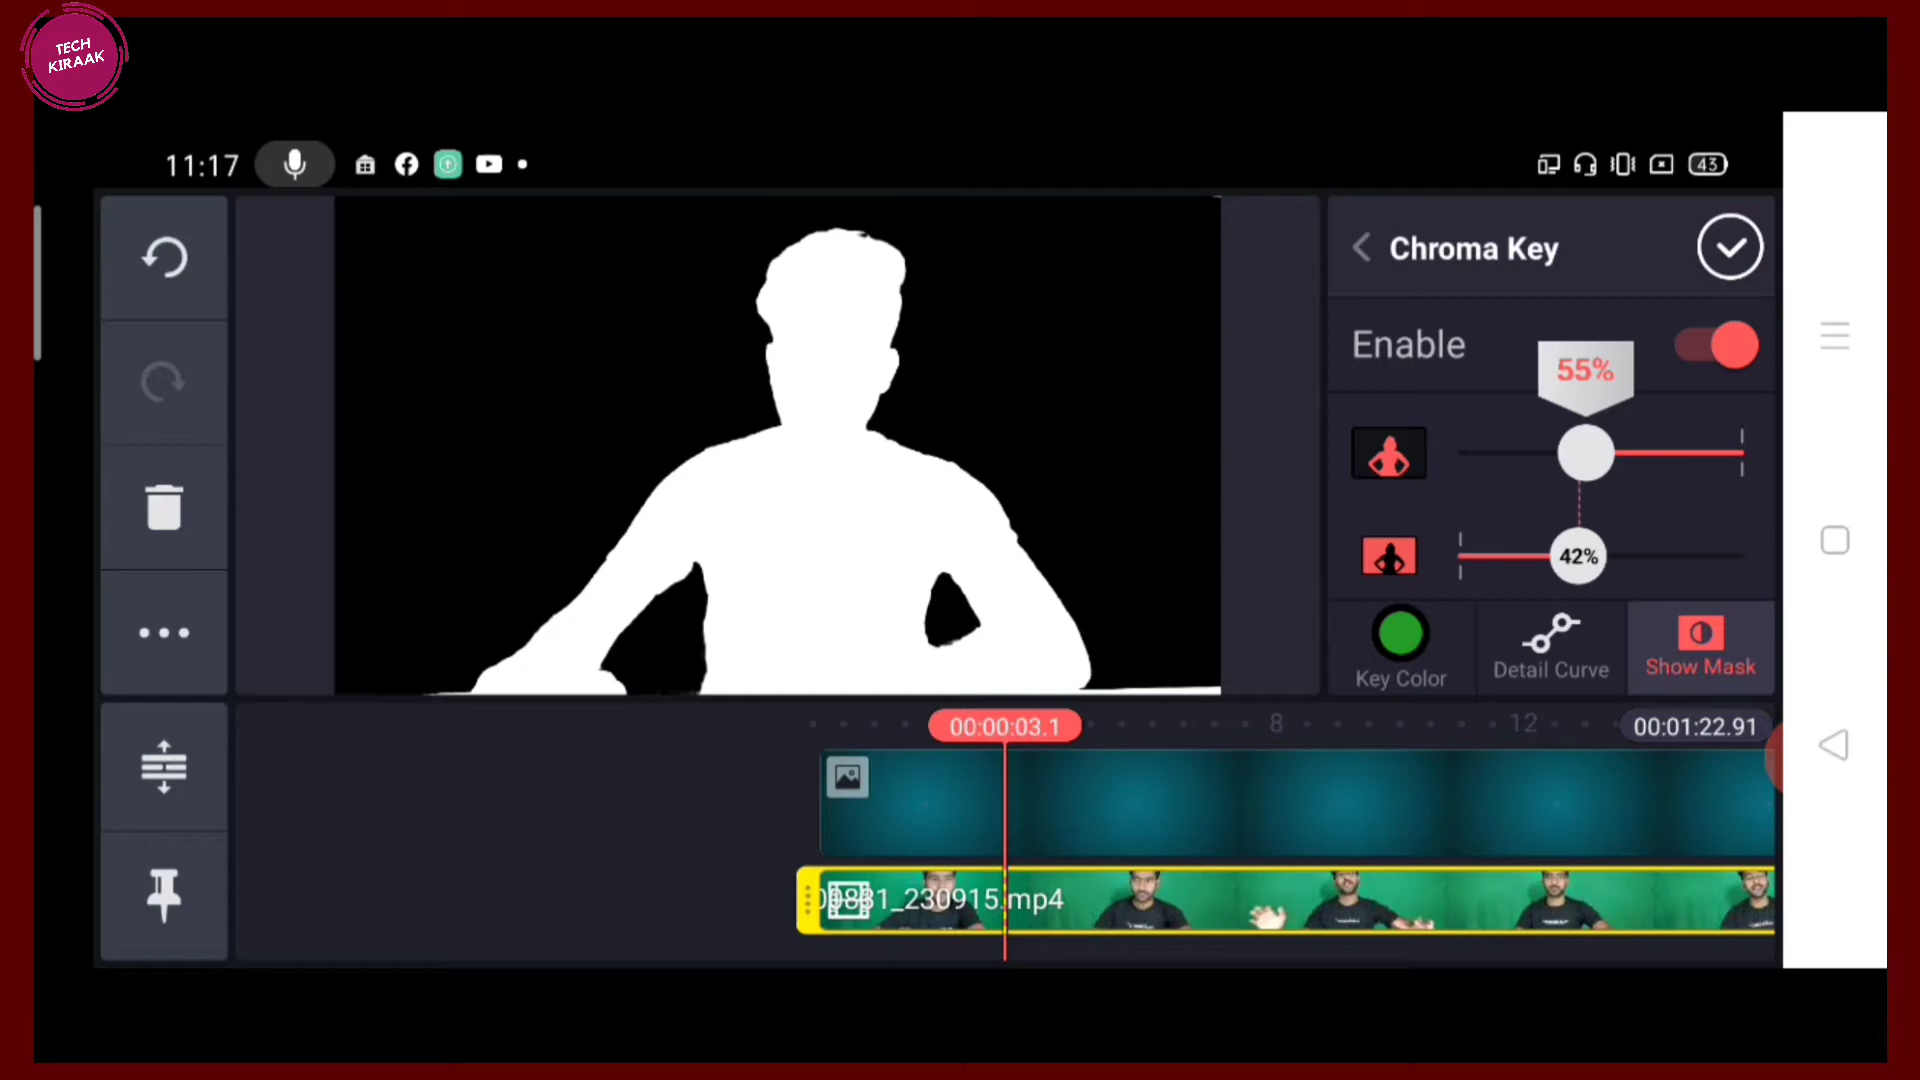 TECH
KIRAAK
11:17
43
Chroma Key
Enable
55%
42%
Key Color
Detail Curve
Show Mask
00:00:03.1
8
12
00:01:22.91
00831_230915.mp4